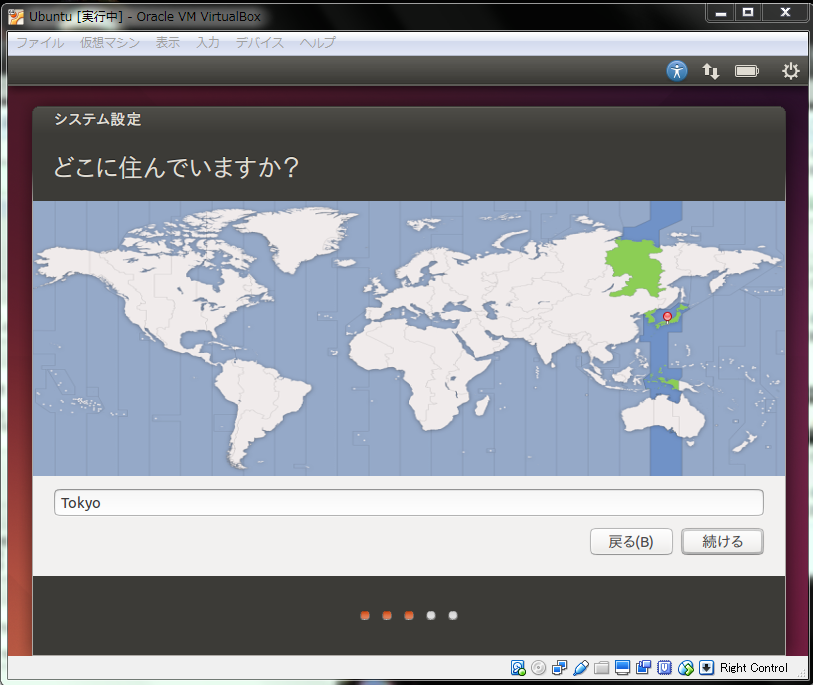 Ubuntu [実行中] - Oracle VM VirtualBox
ファイル 仮想マシン 表示 入力 デバイス ヘルプ
システム設定
どこに住んでいますか？
Tokyo
戻る(B) 続ける
Right Control